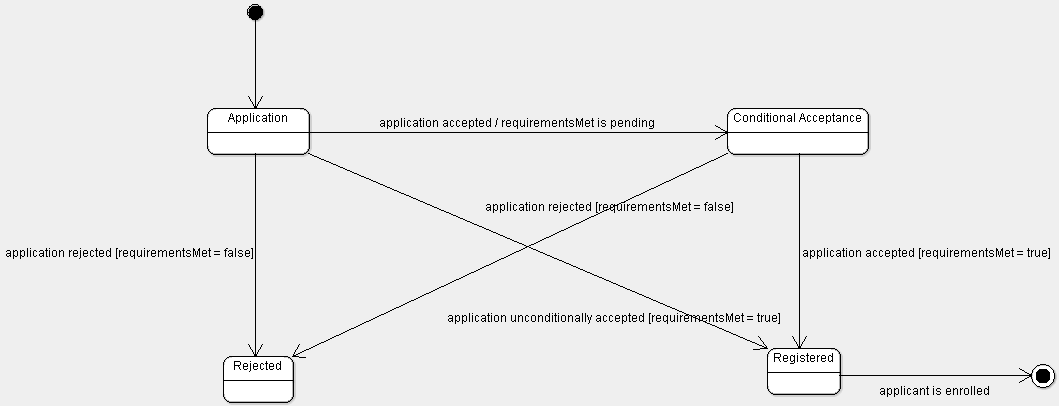 Application
application accepted / requirementsMet is pending
Conditional Acceptance
application rejected [requirementsMet = false]
application rejected [requirementsMet = false]
application accepted [requirementsMet = true]
application unconditionally accepted [requirementsMet = true]
Rejected
Registered
applicant is enrolled